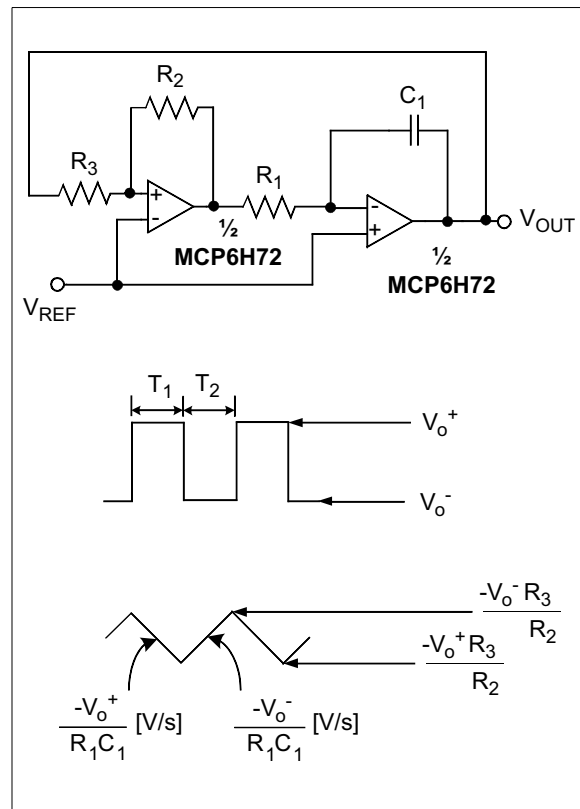 R2
C1
R3
R1
+
-
-
+
½
MCP6H72
½
MCP6H72
VOUT
VREF
T1 T2
Vo+
Vo-
-Vo- R3
R2
-Vo+ R3
R2
-Vo+
R1C1 [V/s]
-Vo-
R1C1 [V/s]